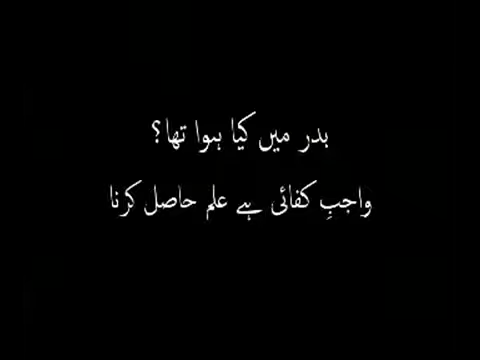 بدر میں کیا ہوا تھا؟
واجبِ کفائی ہے علم حاصل کرنا